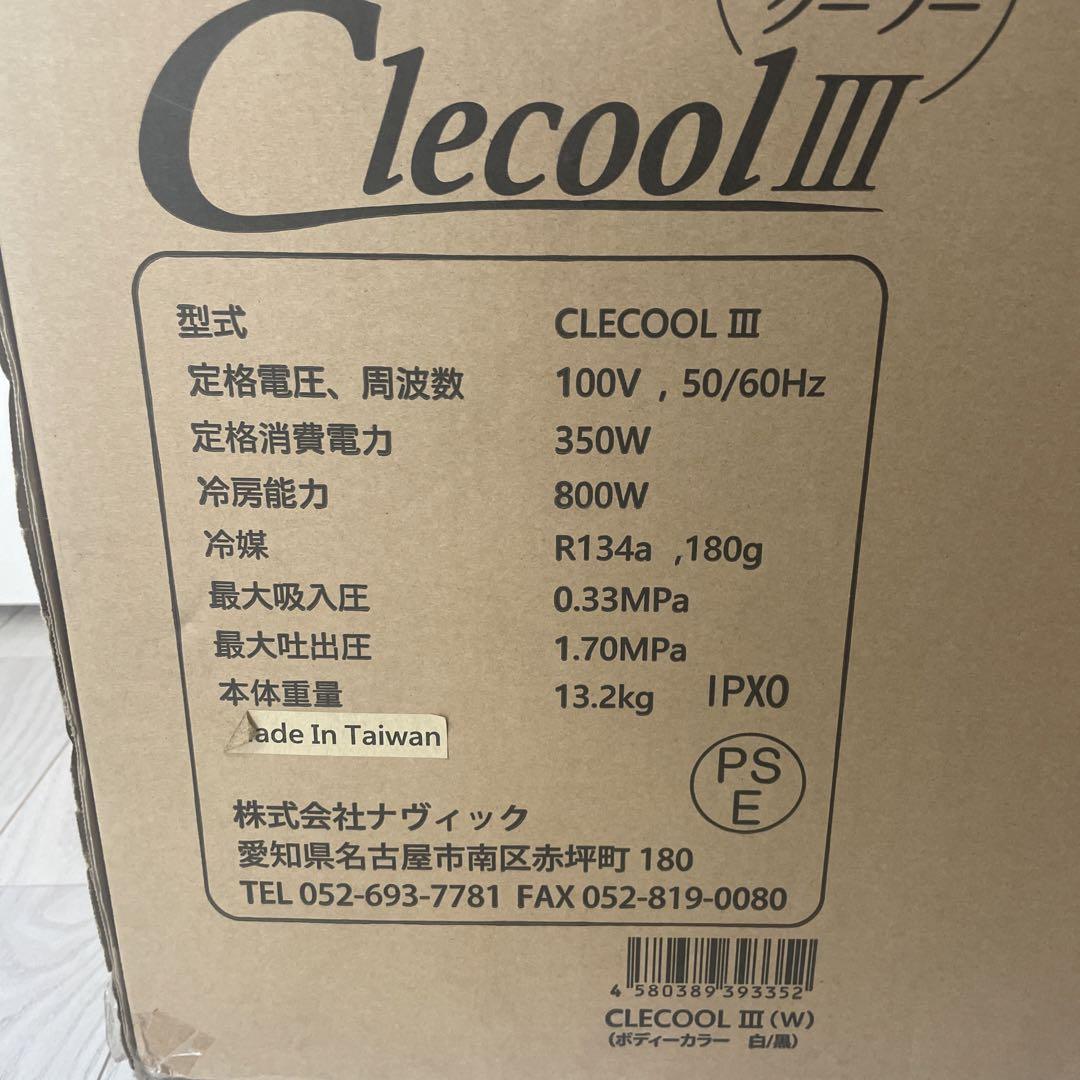 クーラー
Clecool III
型式 CLECOOL III
定格電圧、周波数 100V , 50/60Hz
定格消費電力 350W
冷房能力 800W
冷媒 R134a ,180g
最大吸入圧 0.33MPa
最大吐出圧 1.70MPa
本体重量 13.2kg IPX0
ade In Taiwan
PS
E
株式会社ナヴィック
愛知県名古屋市南区赤坪町 180
TEL 052-693-7781 FAX 052-819-0080
4 580389 393352
CLECOOL III (W)
(ボディーカラー 白/黒)